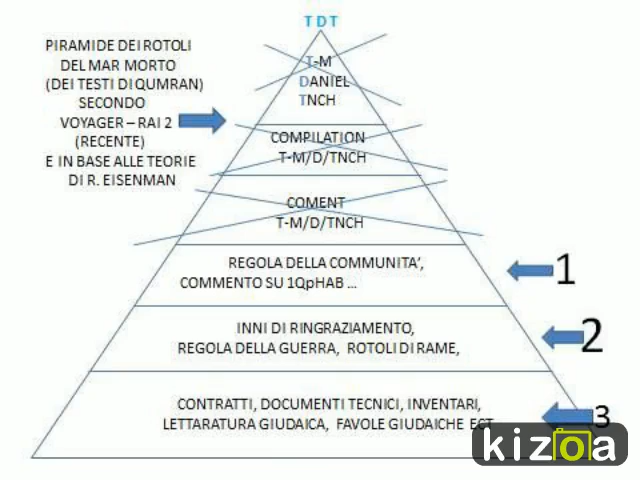 TDT
PIRAMIDE DEI ROTOLI
DEL MAR MORTO
(DEI TESTI DI QUMRAN)
SECONDO
VOYAGER – RAI 2
(RECENTE)
E IN BASE ALLE TEORIE
DI R. EISENMAN
T-M
DANIEL
TNCH
COMPILATION
T-M/D/TNCH
COMENT
T-M/D/TNCH
REGOLA DELLA COMMUNITA’,
COMMENTO SU 1QpHAB ...
1
INNI DI RINGRAZIAMENTO,
REGOLA DELLA GUERRA, ROTOLI DI RAME,
2
CONTRATTI, DOCUMENTI TECNICI, INVENTARI,
LETTARATURA GIUDAICA, FAVOLE GIUDAICHE ECT
3
kizoa